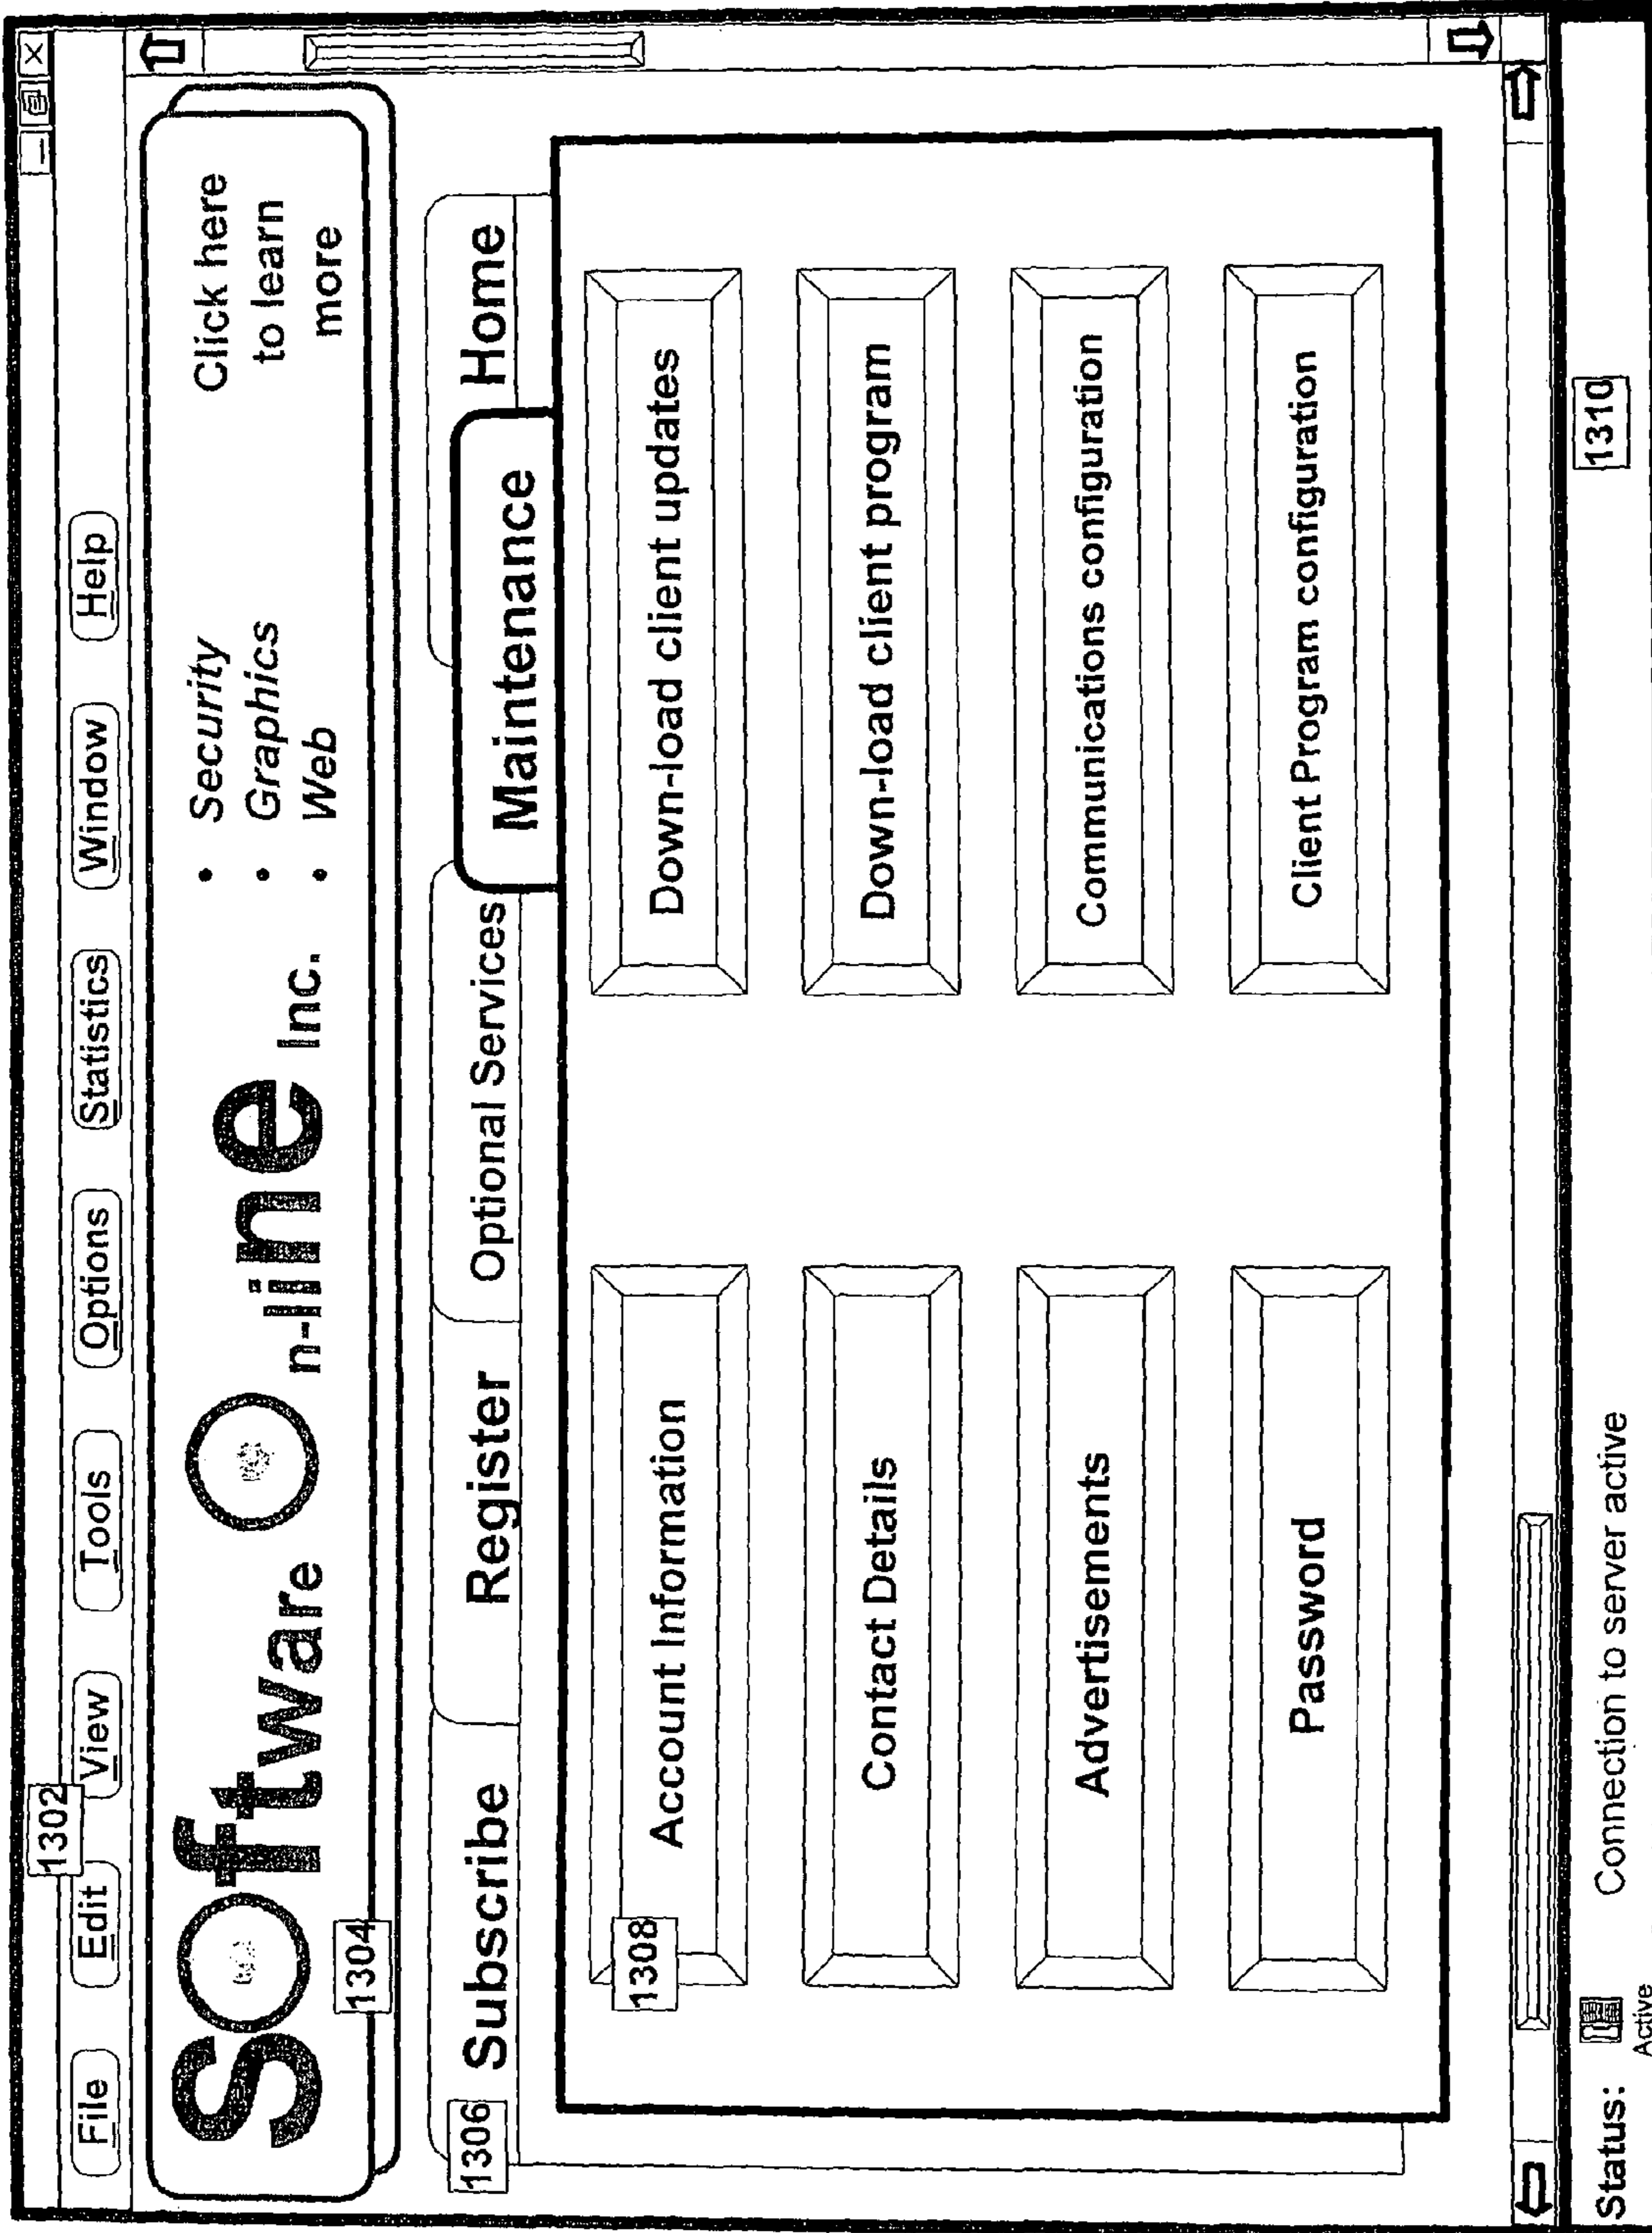 1302
File Edit View Tools Options Statistics Window Help
Software On-line Inc.
• Security
• Graphics
• Web
Click here
to learn
more
1304
1306
Subscribe Register Optional Services Maintenance Home
1308
Account Information Down-load client updates
Contact Details Down-load client program
Advertisements Communications configuration
Password Client Program configuration
Status: Connection to server active 1310
Active